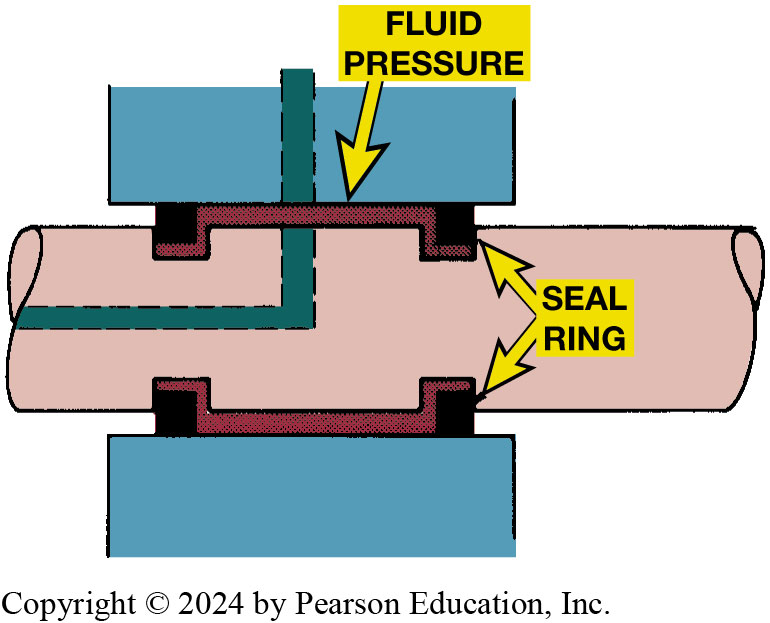 FLUID
PRESSURE
SEAL
RING
Copyright © 2024 by Pearson Education, Inc.